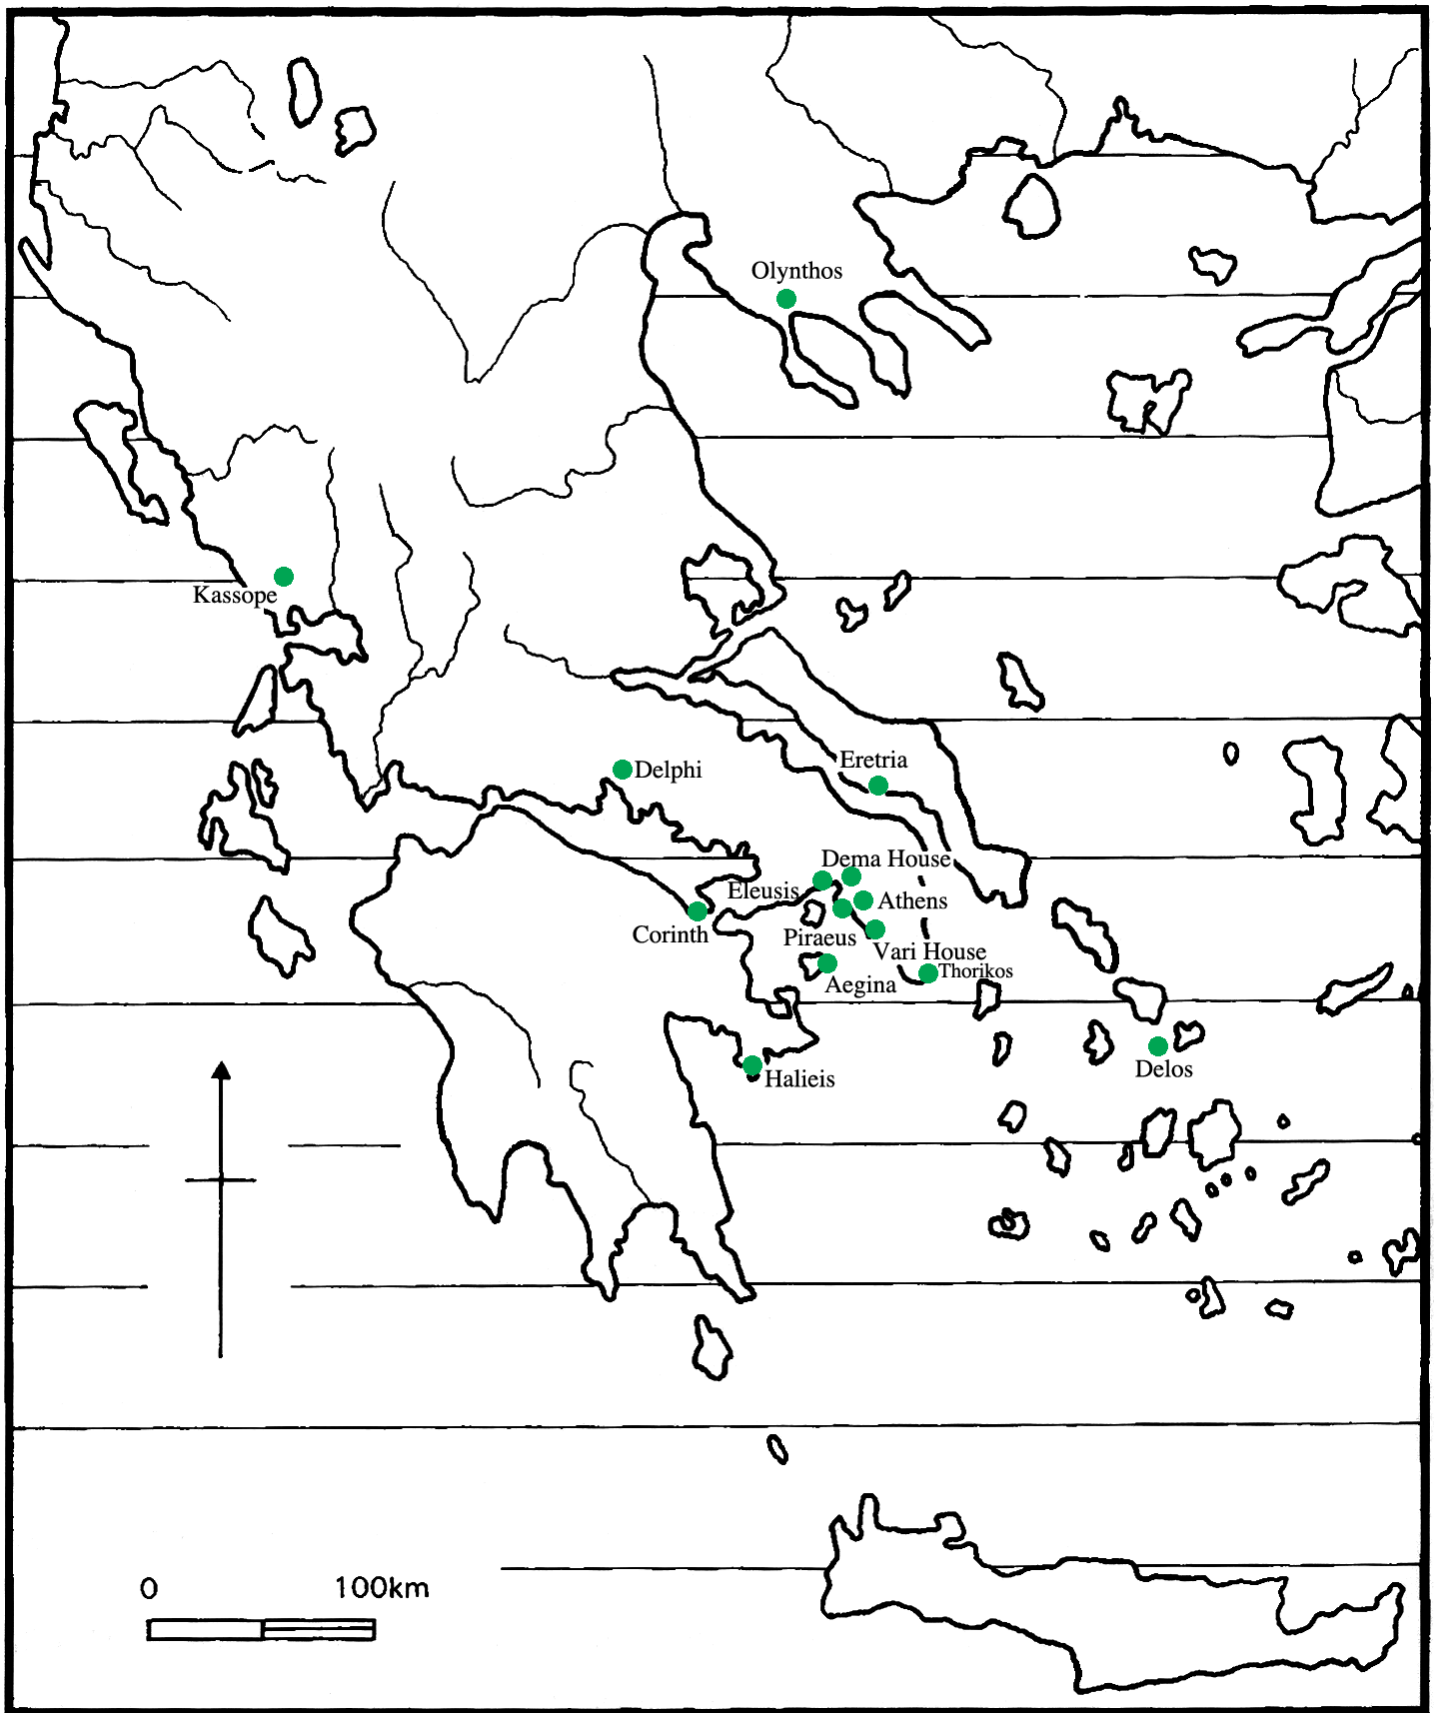 Olynthos
Kassope
Eretria
Delphi
Dema House
Eleusis
Athens
Corinth
Piraeus
Vari House
Thorikos
Aegina
Delos
Halieis
0 100km